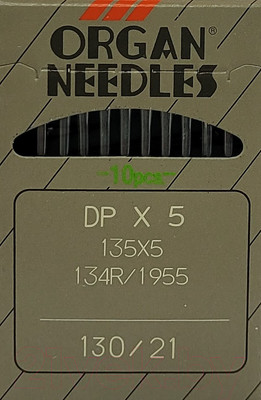 ORGAN®
NEEDLES
-10pcs-
DP X 5
135X5
134R/1955
130/21